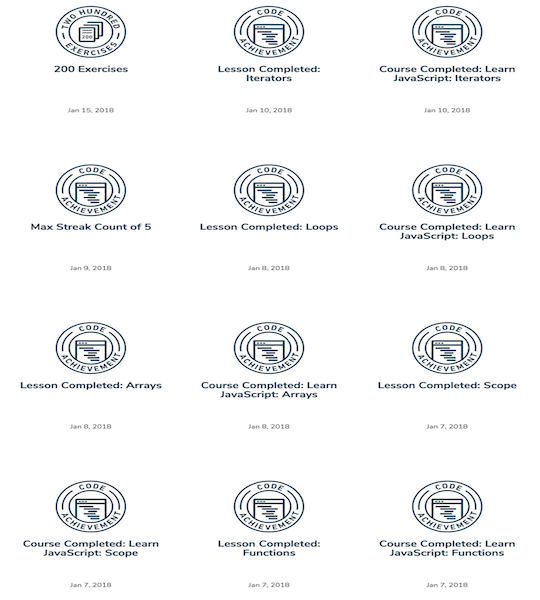 TWO HUNDRED
200
EXERCISES
200 Exercises
Jan 15, 2018
CODE
ACHIEVEMENT
Lesson Completed:
Iterators
Jan 10, 2018
CODE
ACHIEVEMENT
Course Completed: Learn
JavaScript: Iterators
Jan 10, 2018
CODE
ACHIEVEMENT
Max Streak Count of 5
Jan 9, 2018
CODE
ACHIEVEMENT
Lesson Completed: Loops
Jan 8, 2018
CODE
ACHIEVEMENT
Course Completed: Learn
JavaScript: Loops
Jan 8, 2018
CODE
ACHIEVEMENT
Lesson Completed: Arrays
Jan 8, 2018
CODE
ACHIEVEMENT
Course Completed: Learn
JavaScript: Arrays
Jan 8, 2018
CODE
ACHIEVEMENT
Lesson Completed: Scope
Jan 7, 2018
CODE
ACHIEVEMENT
Course Completed: Learn
JavaScript: Scope
Jan 7, 2018
CODE
ACHIEVEMENT
Lesson Completed:
Functions
Jan 7, 2018
CODE
ACHIEVEMENT
Course Completed: Learn
JavaScript: Functions
Jan 7, 2018